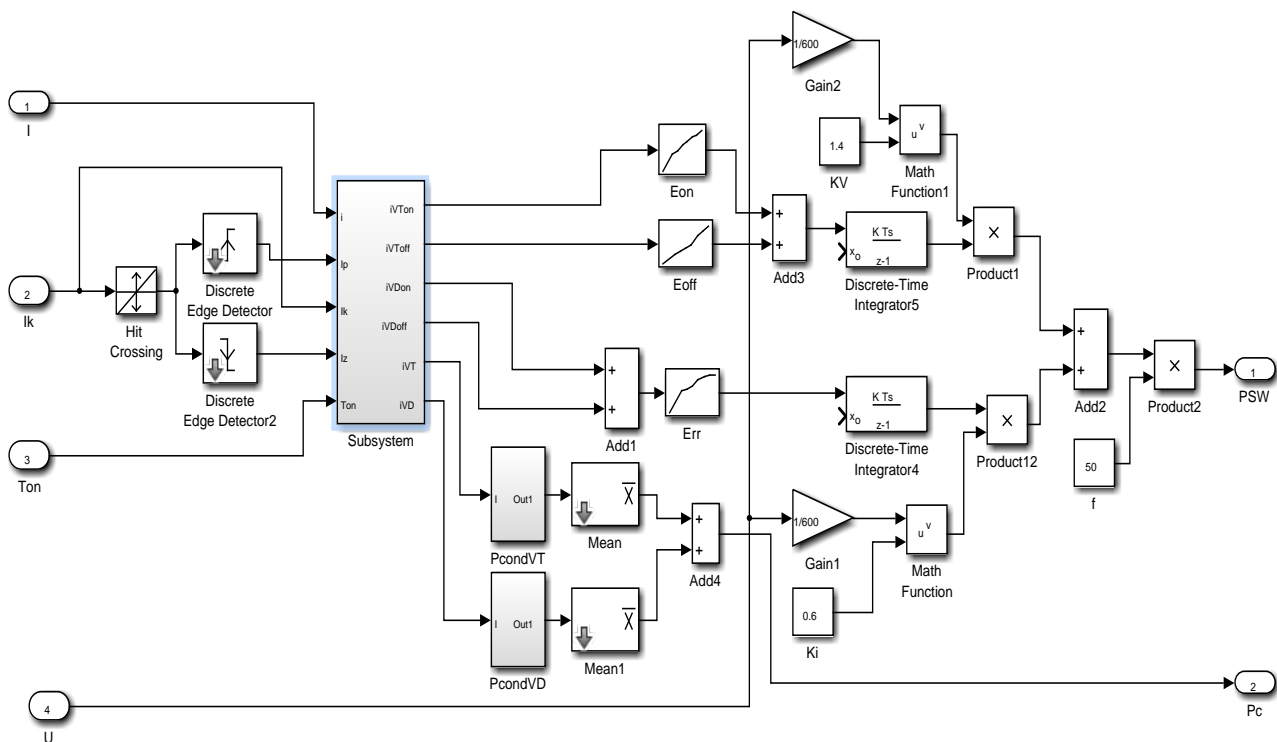 1
I
2
Ik
3
Ton
4
U
Hit
Crossing
Discrete
Edge Detector
Discrete
Edge Detector2
i
Ip
Ik
Iz
Ton
iVTon
iVToff
iVDon
iVDoff
iVT
iVD
Subsystem
Eon
Eoff
+
+
Add1
Err
I
Out1
PcondVT
I
Out1
PcondVD
x
Mean
x
Mean1
+
+
Add4
+
+
Add3
1/600
Gain2
1.4
KV
u v
Math
Function1
K Ts
z-1
xo
Discrete-Time
Integrator5
×
Product1
K Ts
z-1
xo
Discrete-Time
Integrator4
×
Product12
1/600
Gain1
u v
Math
Function
0.6
Ki
+
+
Add2
50
f
×
Product2
1
PSW
2
Pc